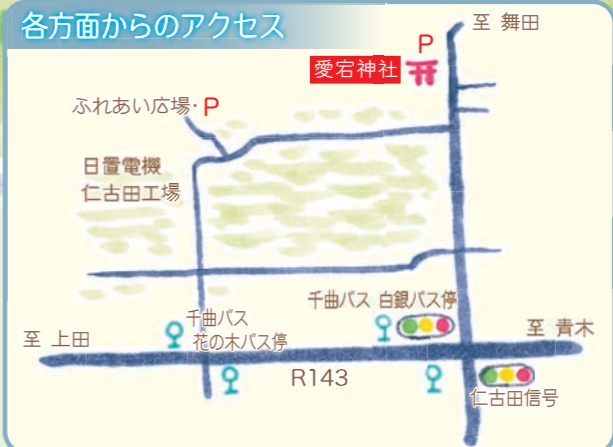 各方面からのアクセス
至 舞田
P
愛宕神社
ふれあい広場・P
日置電機
仁古田工場
千曲バス 白銀バス停
千曲バス
花の木バス停
至 上田
至 青木
R143
仁古田信号